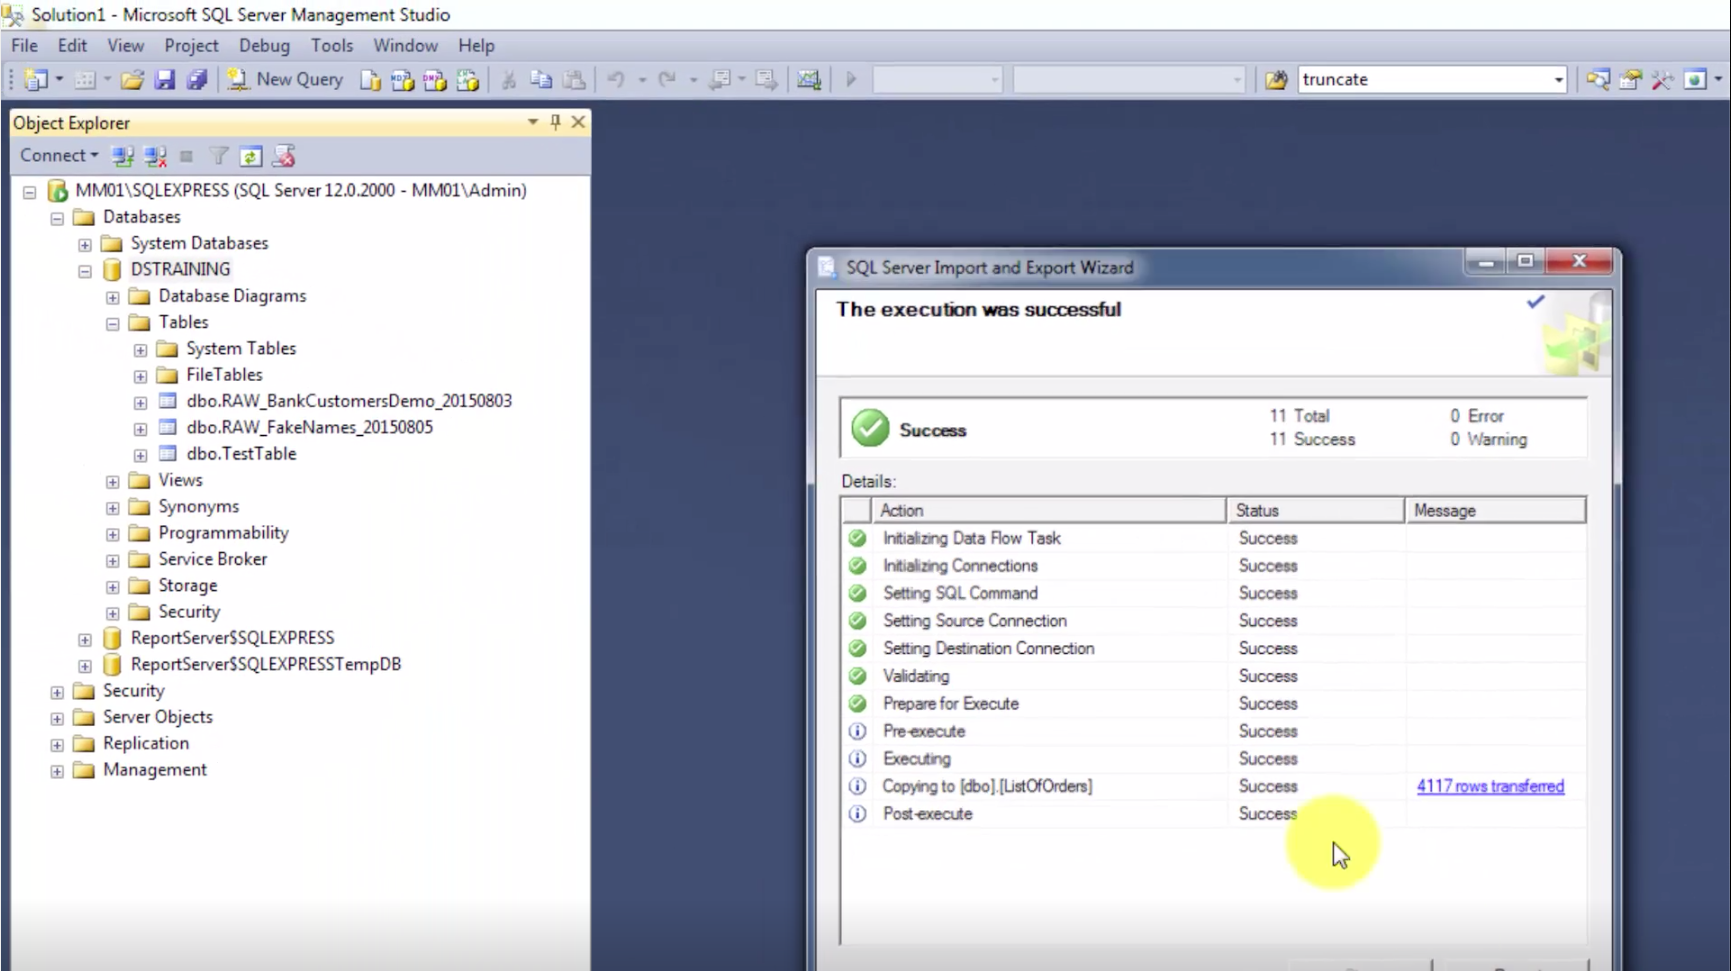 Solution1 - Microsoft SQL Server Management Studio
File Edit View Project Debug Tools Window Help
New Query truncate
Object Explorer
Connect
MM01\SQLEXPRESS (SQL Server 12.0.2000 - MM01\Admin)
Databases
System Databases
DSTRAINING
Database Diagrams
Tables
System Tables
FileTables
dbo.RAW_BankCustomersDemo_20150803
dbo.RAW_FakeNames_20150805
dbo.TestTable
Views
Synonyms
Programmability
Service Broker
Storage
Security
ReportServer$SQLEXPRESS
ReportServer$SQLEXPRESSTempDB
Security
Server Objects
Replication
Management
SQL Server Import and Export Wizard
The execution was successful
Success
11 Total 0 Error
11 Success 0 Warning
Details:
Action Status Message
Initializing Data Flow Task Success
Initializing Connections Success
Setting SQL Command Success
Setting Source Connection Success
Setting Destination Connection Success
Validating Success
Prepare for Execute Success
Pre-execute Success
Executing Success
Copying to [dbo].[ListOfOrders] Success 4117 rows transferred
Post-execute Success